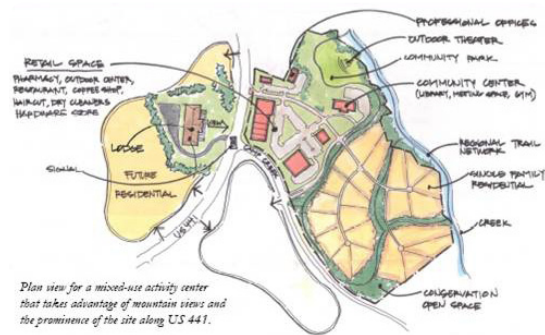 PROFESSIONAL OFFICES
OUTDOOR THEATER
COMMUNITY PARK
COMMUNITY CENTER
(LIBRARY, MEETING SPACE, GYM)
RETAIL SPACE
PHARMACY, OUTDOOR CENTER,
RESTAURANT, COFFEE SHOP,
HAIRCUT, DRY CLEANERS
HARDWARE STORE
LODGE
SIGNAL
FUTURE
RESIDENTIAL
US 441
REGIONAL TRAIL
NETWORK
SINGLE FAMILY
RESIDENTIAL
CREEK
CONSERVATION
OPEN SPACE
Plan view for a mixed-use activity center
that takes advantage of mountain views and
the prominence of the site along US 441.